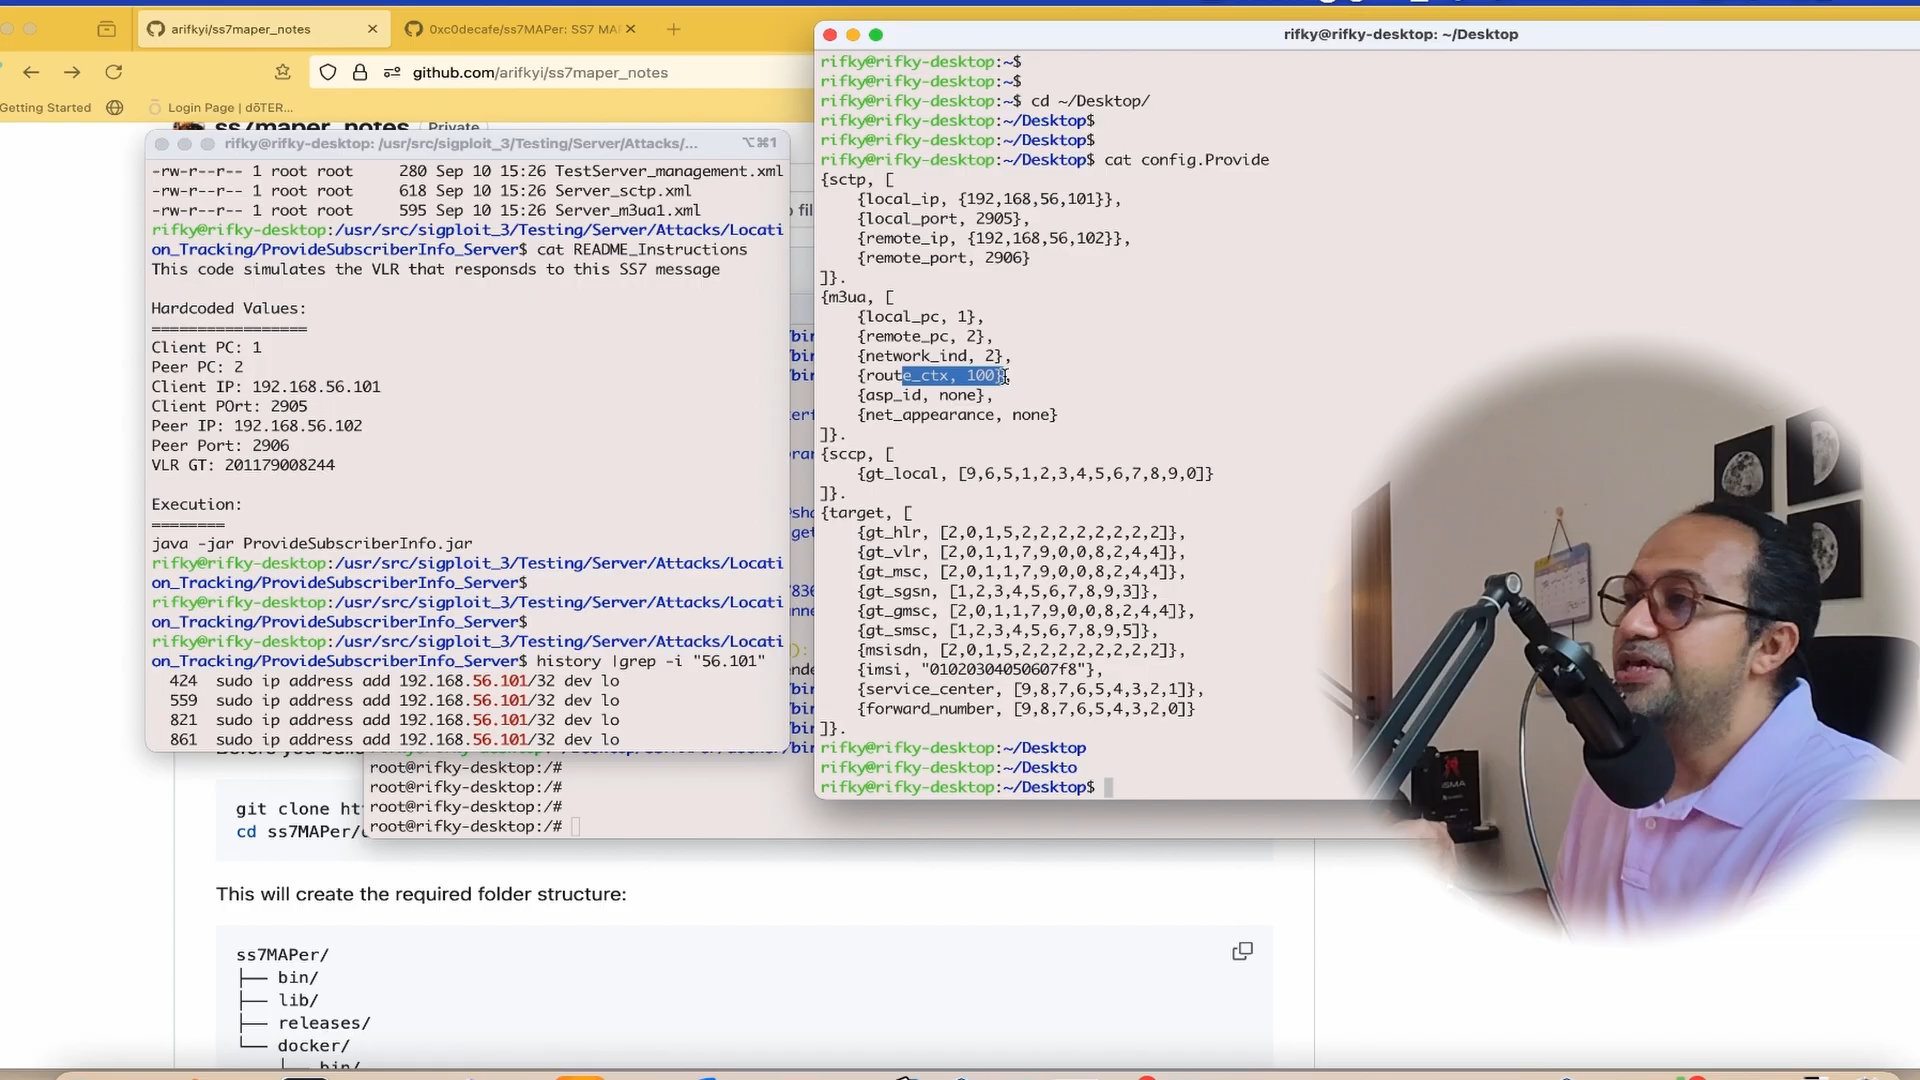 arifkyi/ss7maper_notes
0xc0decafe/ss7MAPer: SS7 MA
github.com/arifkyi/ss7maper_notes
Getting Started
Login Page | dōTER...
ss7maper_notes Private
rifky@rifky-desktop: /usr/src/sigploit_3/Testing/Server/Attacks/... ⌥⌘1
-rw-r--r-- 1 root root 280 Sep 10 15:26 TestServer_management.xml
-rw-r--r-- 1 root root 618 Sep 10 15:26 Server_sctp.xml
-rw-r--r-- 1 root root 595 Sep 10 15:26 Server_m3ua1.xml
rifky@rifky-desktop:/usr/src/sigploit_3/Testing/Server/Attacks/Locati
on_Tracking/ProvideSubscriberInfo_Server$ cat README_Instructions
This code simulates the VLR that responsds to this SS7 message
Hardcoded Values:
=================
Client PC: 1
Peer PC: 2
Client IP: 192.168.56.101
Client POrt: 2905
Peer IP: 192.168.56.102
Peer Port: 2906
VLR GT: 201179008244
Execution:
========
java -jar ProvideSubscriberInfo.jar
rifky@rifky-desktop:/usr/src/sigploit_3/Testing/Server/Attacks/Locati
on_Tracking/ProvideSubscriberInfo_Server$
rifky@rifky-desktop:/usr/src/sigploit_3/Testing/Server/Attacks/Locati
on_Tracking/ProvideSubscriberInfo_Server$
rifky@rifky-desktop:/usr/src/sigploit_3/Testing/Server/Attacks/Locati
on_Tracking/ProvideSubscriberInfo_Server$ history |grep -i "56.101"
424 sudo ip address add 192.168.56.101/32 dev lo
559 sudo ip address add 192.168.56.101/32 dev lo
821 sudo ip address add 192.168.56.101/32 dev lo
861 sudo ip address add 192.168.56.101/32 dev lo
root@rifky-desktop:/#
root@rifky-desktop:/#
root@rifky-desktop:/#
root@rifky-desktop:/#
rifky@rifky-desktop: ~/Desktop
rifky@rifky-desktop:~$
rifky@rifky-desktop:~$
rifky@rifky-desktop:~$ cd ~/Desktop/
rifky@rifky-desktop:~/Desktop$
rifky@rifky-desktop:~/Desktop$
rifky@rifky-desktop:~/Desktop$ cat config.Provide
{sctp, [
{local_ip, {192,168,56,101}},
{local_port, 2905},
{remote_ip, {192,168,56,102}},
{remote_port, 2906}
]}.
{m3ua, [
{local_pc, 1},
{remote_pc, 2},
{network_ind, 2},
{route_ctx, 100},
{asp_id, none},
{net_appearance, none}
]}.
{sccp, [
{gt_local, [9,6,5,1,2,3,4,5,6,7,8,9,0]}
]}.
{target, [
{gt_hlr, [2,0,1,5,2,2,2,2,2,2,2,2]},
{gt_vlr, [2,0,1,1,7,9,0,0,8,2,4,4]},
{gt_msc, [2,0,1,1,7,9,0,0,8,2,4,4]},
{gt_sgsn, [1,2,3,4,5,6,7,8,9,3]},
{gt_gmsc, [2,0,1,1,7,9,0,0,8,2,4,4]},
{gt_smsc, [1,2,3,4,5,6,7,8,9,5]},
{msisdn, [2,0,1,5,2,2,2,2,2,2,2,2]},
{imsi, "01020304050607f8"},
{service_center, [9,8,7,6,5,4,3,2,1]},
{forward_number, [9,8,7,6,5,4,3,2,0]}
]}.
rifky@rifky-desktop:~/Desktop
rifky@rifky-desktop:~/Deskto
rifky@rifky-desktop:~/Desktop$
git clone ht
cd ss7MAPer/
This will create the required folder structure:
ss7MAPer/
├── bin/
├── lib/
├── releases/
└── docker/
└── bin/